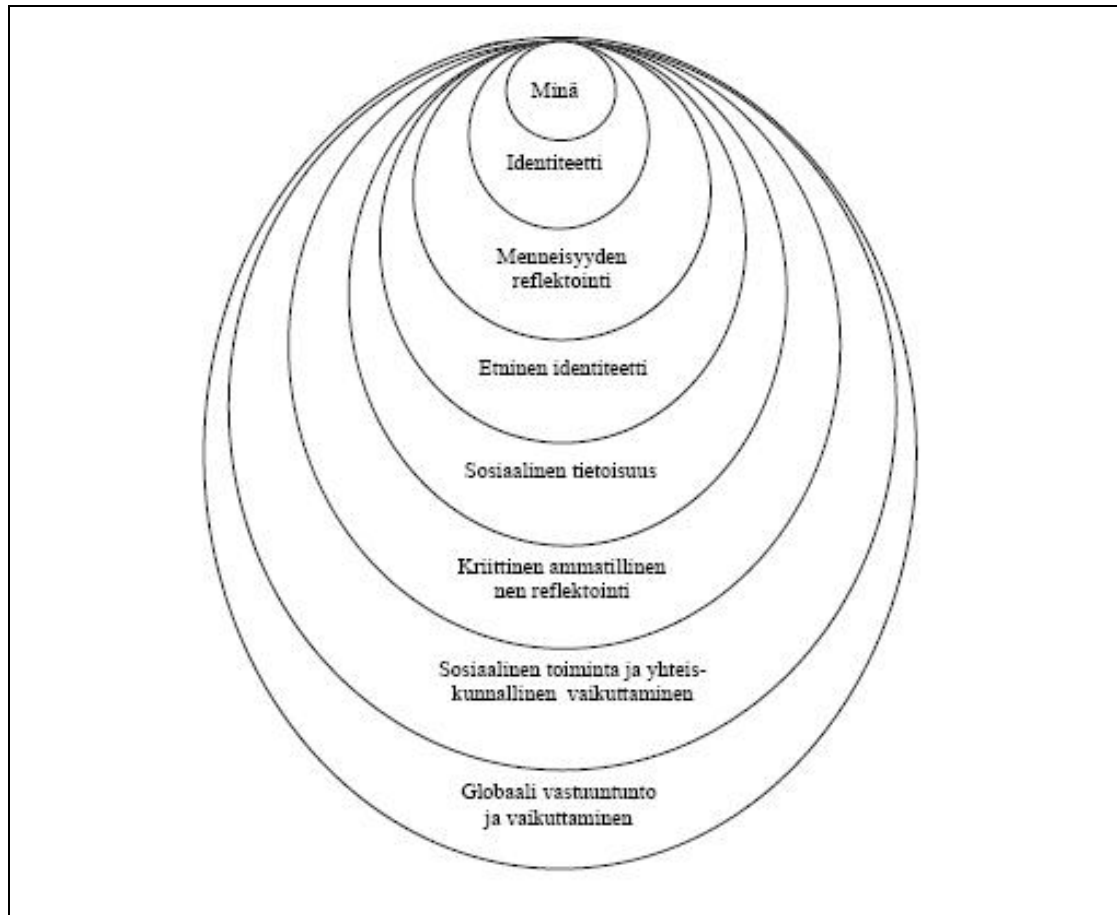 Minä
Identiteetti
Menneisyyden
reflektointi
Etninen identiteetti
Sosiaalinen tietoisuus
Kriittinen ammatillinen
nen reflektointi
Sosiaalinen toiminta ja yhteis-
kunnallinen vaikuttaminen
Globaali vastuuntunto
ja vaikuttaminen